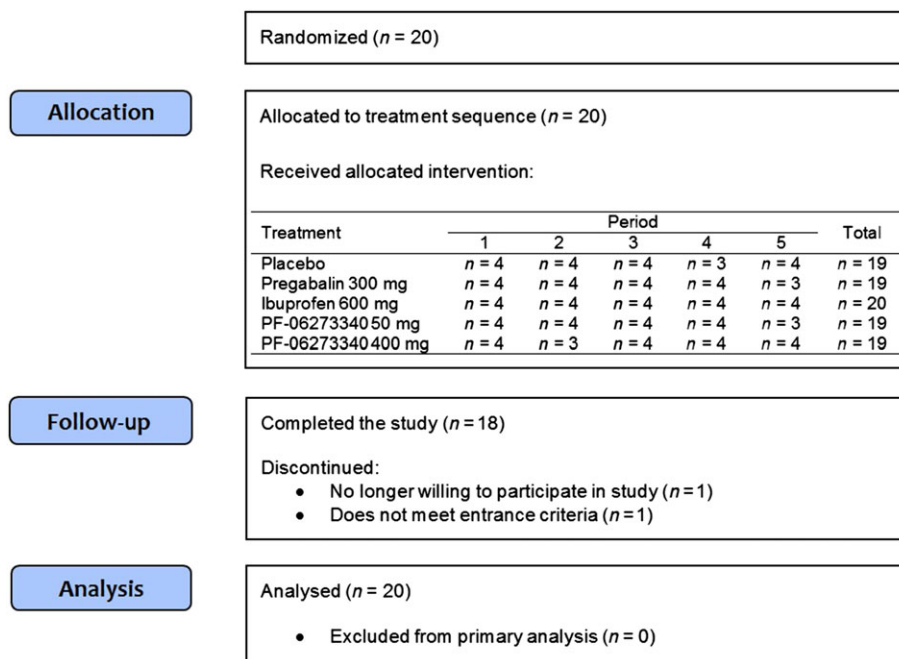 Randomized (n = 20)
Allocation
Allocated to treatment sequence (n = 20)
Received allocated intervention:
Treatment Period Total
1 2 3 4 5
Placebo n = 4 n = 4 n = 4 n = 3 n = 4 n = 19
Pregabalin 300 mg n = 4 n = 4 n = 4 n = 4 n = 3 n = 19
Ibuprofen 600 mg n = 4 n = 4 n = 4 n = 4 n = 4 n = 20
PF-06273340 50 mg n = 4 n = 4 n = 4 n = 4 n = 3 n = 19
PF-06273340 400 mg n = 4 n = 3 n = 4 n = 4 n = 4 n = 19
Follow-up
Completed the study (n = 18)
Discontinued:
• No longer willing to participate in study (n = 1)
• Does not meet entrance criteria (n = 1)
Analysis
Analysed (n = 20)
• Excluded from primary analysis (n = 0)